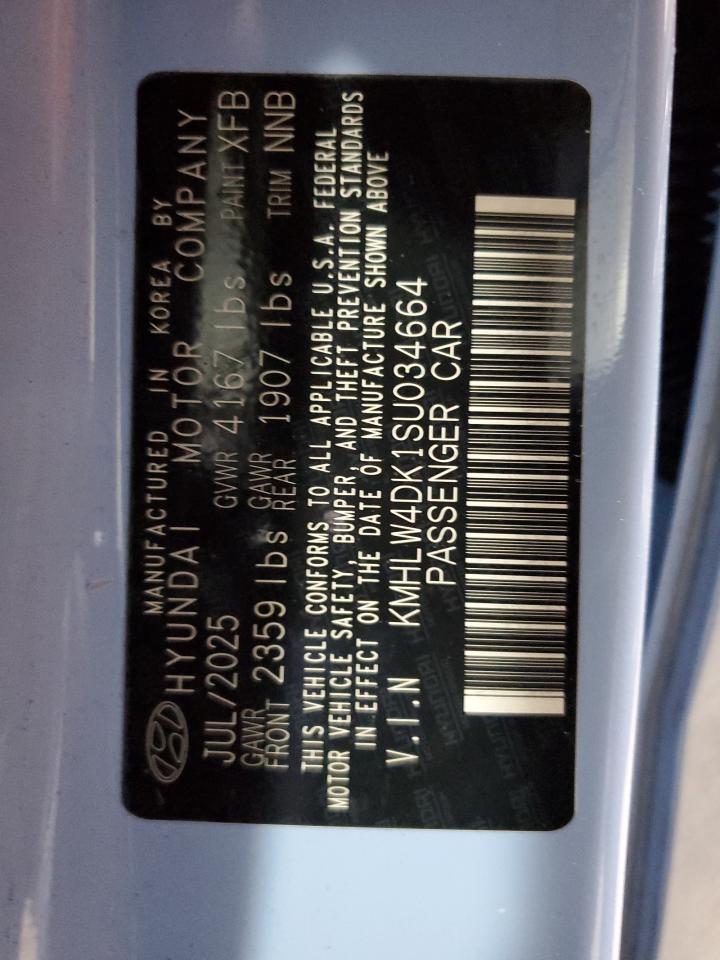 MANUFACTURED IN KOREA BY
HYUNDAI MOTOR COMPANY
JUL/2025 GVWR 4167 lbs PAINT XFB
GAWR FRONT 2359 lbs GAWR REAR 1907 lbs TRIM NNB
THIS VEHICLE CONFORMS TO ALL APPLICABLE U.S.A. FEDERAL
MOTOR VEHICLE SAFETY, BUMPER, AND THEFT PREVENTION STANDARDS
IN EFFECT ON THE DATE OF MANUFACTURE SHOWN ABOVE
V.I.N KMHLW4DK1SU034664
PASSENGER CAR